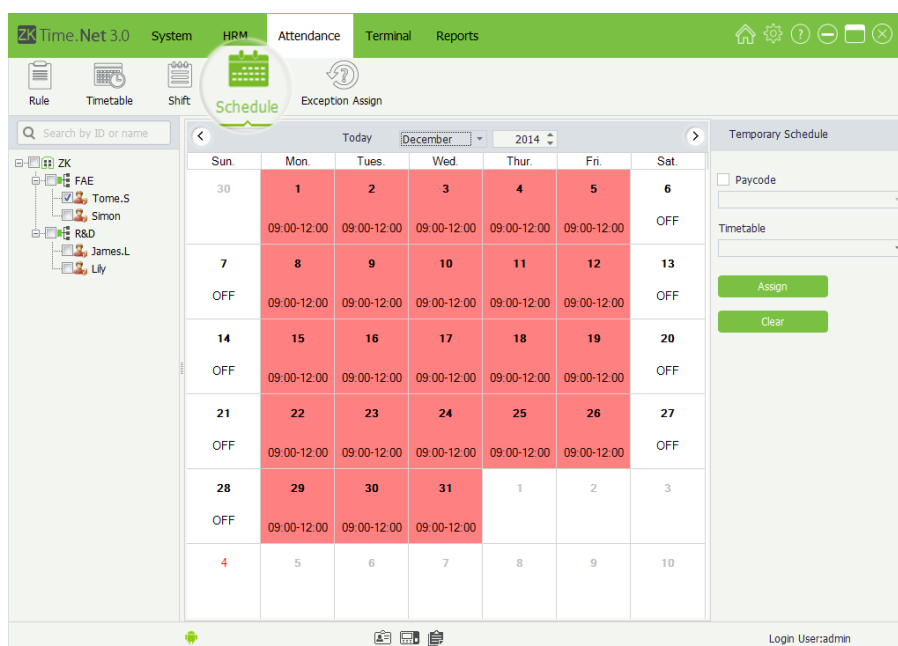 ZK Time.Net 3.0 System HRM Attendance Terminal Reports
Rule Timetable Shift Schedule Exception Assign
Search by ID or name
Today December 2014
Temporary Schedule
ZK
FAE
Tome.S
Simon
R&D
James.L
Lily
Sun. Mon. Tues. Wed. Thur. Fri. Sat.
30 1 2 3 4 5 6
09:00-12:00 09:00-12:00 09:00-12:00 09:00-12:00 09:00-12:00 OFF
7 8 9 10 11 12 13
OFF 09:00-12:00 09:00-12:00 09:00-12:00 09:00-12:00 09:00-12:00 OFF
14 15 16 17 18 19 20
OFF 09:00-12:00 09:00-12:00 09:00-12:00 09:00-12:00 09:00-12:00 OFF
21 22 23 24 25 26 27
OFF 09:00-12:00 09:00-12:00 09:00-12:00 09:00-12:00 09:00-12:00 OFF
28 29 30 31 1 2 3
OFF 09:00-12:00 09:00-12:00 09:00-12:00
4 5 6 7 8 9 10
Paycode
Timetable
Assign
Clear
Login User:admin